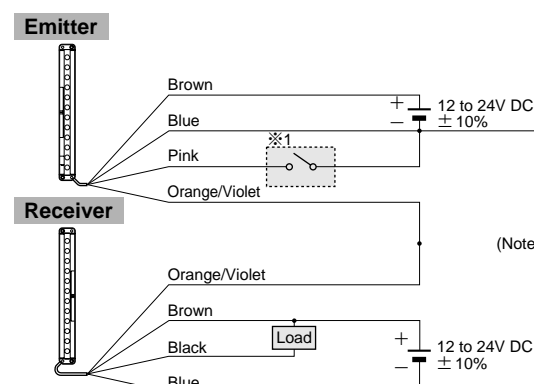 Emitter
Brown
+ 12 to 24V DC
− ±10%
Blue
※1
Pink
Orange/Violet
Receiver
(Note
Orange/Violet
Brown
Load
+ 12 to 24V DC
− ±10%
Black
Blue